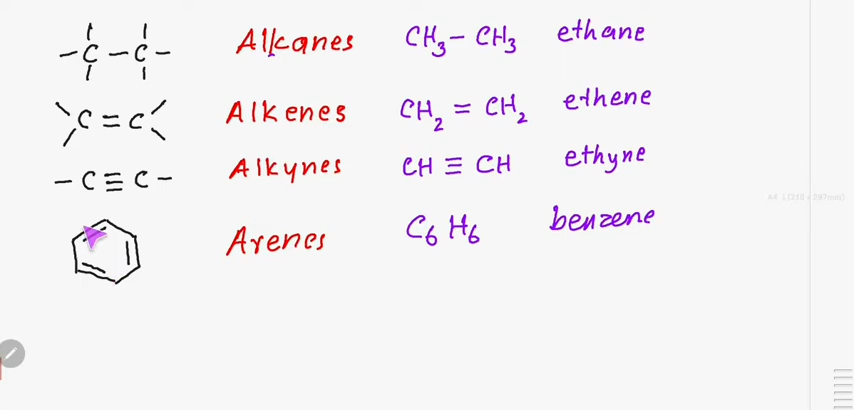 –C–C– Alkanes CH₃–CH₃ ethane
C=C Alkenes CH₂=CH₂ ethene
–C≡C– Alkynes CH≡CH ethyne
Arenes C₆H₆ benzene